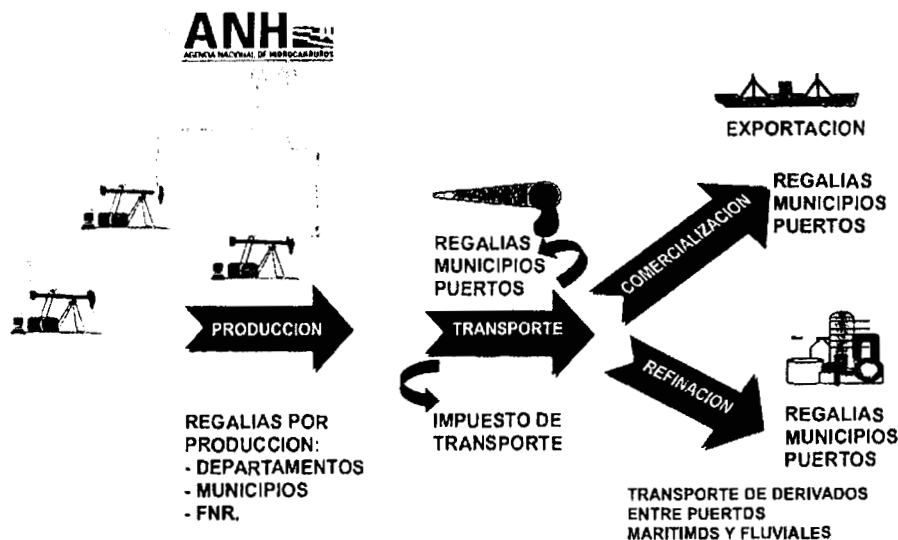 ANH
AGENCIA NACIONAL DE HIDROCARBUROS
EXPORTACION
REGALIAS
MUNICIPIOS
PUERTOS
COMERCIALIZACION
REGALIAS
MUNICIPIOS
PUERTOS
PRODUCCION
TRANSPORTE
REFINACION
REGALIAS POR
PRODUCCION:
- DEPARTAMENTOS
- MUNICIPIOS
- FNR.
IMPUESTO DE
TRANSPORTE
REGALIAS
MUNICIPIOS
PUERTOS
TRANSPORTE DE DERIVADOS
ENTRE PUERTOS
MARITIMOS Y FLUVIALES